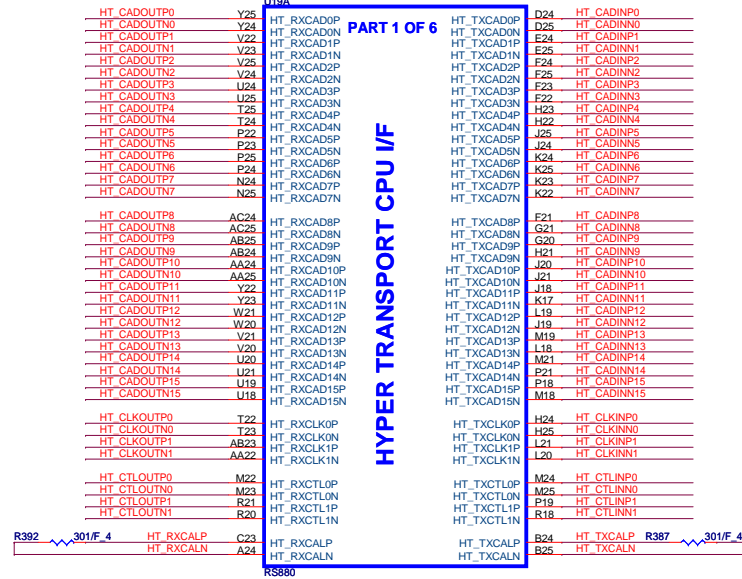 U19A
PART 1 OF 6
HYPER TRANSPORT CPU I/F
HT_CADOUTP0 Y25 HT_RXCAD0P HT_TXCAD0P D24 HT_CADINP0
HT_CADOUTN0 Y24 HT_RXCAD0N HT_TXCAD0N D25 HT_CADINN0
HT_CADOUTP1 V22 HT_RXCAD1P HT_TXCAD1P E24 HT_CADINP1
HT_CADOUTN1 V23 HT_RXCAD1N HT_TXCAD1N E25 HT_CADINN1
HT_CADOUTP2 V25 HT_RXCAD2P HT_TXCAD2P F24 HT_CADINP2
HT_CADOUTN2 V24 HT_RXCAD2N HT_TXCAD2N F25 HT_CADINN2
HT_CADOUTP3 U24 HT_RXCAD3P HT_TXCAD3P F23 HT_CADINP3
HT_CADOUTN3 U25 HT_RXCAD3N HT_TXCAD3N F22 HT_CADINN3
HT_CADOUTP4 T25 HT_RXCAD4P HT_TXCAD4P H23 HT_CADINP4
HT_CADOUTN4 T24 HT_RXCAD4N HT_TXCAD4N H22 HT_CADINN4
HT_CADOUTP5 P22 HT_RXCAD5P HT_TXCAD5P J25 HT_CADINP5
HT_CADOUTN5 P23 HT_RXCAD5N HT_TXCAD5N J24 HT_CADINN5
HT_CADOUTP6 P25 HT_RXCAD6P HT_TXCAD6P K24 HT_CADINP6
HT_CADOUTN6 P24 HT_RXCAD6N HT_TXCAD6N K25 HT_CADINN6
HT_CADOUTP7 N24 HT_RXCAD7P HT_TXCAD7P K23 HT_CADINP7
HT_CADOUTN7 N25 HT_RXCAD7N HT_TXCAD7N K22 HT_CADINN7
HT_CADOUTP8 AC24 HT_RXCAD8P HT_TXCAD8P F21 HT_CADINP8
HT_CADOUTN8 AC25 HT_RXCAD8N HT_TXCAD8N G21 HT_CADINN8
HT_CADOUTP9 AB25 HT_RXCAD9P HT_TXCAD9P G20 HT_CADINP9
HT_CADOUTN9 AB24 HT_RXCAD9N HT_TXCAD9N H21 HT_CADINN9
HT_CADOUTP10 AA24 HT_RXCAD10P HT_TXCAD10P J20 HT_CADINP10
HT_CADOUTN10 AA25 HT_RXCAD10N HT_TXCAD10N J21 HT_CADINN10
HT_CADOUTP11 Y22 HT_RXCAD11P HT_TXCAD11P J18 HT_CADINP11
HT_CADOUTN11 Y23 HT_RXCAD11N HT_TXCAD11N K17 HT_CADINN11
HT_CADOUTP12 W21 HT_RXCAD12P HT_TXCAD12P L19 HT_CADINP12
HT_CADOUTN12 W20 HT_RXCAD12N HT_TXCAD12N J19 HT_CADINN12
HT_CADOUTP13 V21 HT_RXCAD13P HT_TXCAD13P M19 HT_CADINP13
HT_CADOUTN13 V20 HT_RXCAD13N HT_TXCAD13N L18 HT_CADINN13
HT_CADOUTP14 U20 HT_RXCAD14P HT_TXCAD14P M21 HT_CADINP14
HT_CADOUTN14 U21 HT_RXCAD14N HT_TXCAD14N P21 HT_CADINN14
HT_CADOUTP15 U19 HT_RXCAD15P HT_TXCAD15P P18 HT_CADINP15
HT_CADOUTN15 U18 HT_RXCAD15N HT_TXCAD15N M18 HT_CADINN15
HT_CLKOUTP0 T22 HT_RXCLK0P HT_TXCLK0P H24 HT_CLKINP0
HT_CLKOUTN0 T23 HT_RXCLK0N HT_TXCLK0N H25 HT_CLKINN0
HT_CLKOUTP1 AB23 HT_RXCLK1P HT_TXCLK1P L21 HT_CLKINP1
HT_CLKOUTN1 AA22 HT_RXCLK1N HT_TXCLK1N L20 HT_CLKINN1
HT_CTLOUTP0 M22 HT_RXCTL0P HT_TXCTL0P M24 HT_CTLINP0
HT_CTLOUTN0 M23 HT_RXCTL0N HT_TXCTL0N M25 HT_CTLINN0
HT_CTLOUTP1 R21 HT_RXCTL1P HT_TXCTL1P P19 HT_CTLINP1
HT_CTLOUTN1 R20 HT_RXCTL1N HT_TXCTL1N R18 HT_CTLINN1
R392 301/F_4 HT_RXCALP C23 HT_RXCALP HT_TXCALP B24 HT_TXCALP R387 301/F_4
HT_RXCALN A24 HT_RXCALN HT_TXCALN B25 HT_TXCALN
RS880